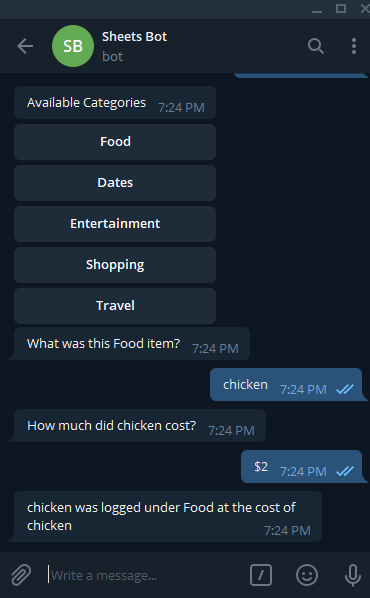 SB
Sheets Bot
bot
Available Categories 7:24 PM
Food
Dates
Entertainment
Shopping
Travel
What was this Food item? 7:24 PM
chicken 7:24 PM
How much did chicken cost? 7:24 PM
$2 7:24 PM
chicken was logged under Food at the cost of
chicken 7:24 PM
/
Write a message...